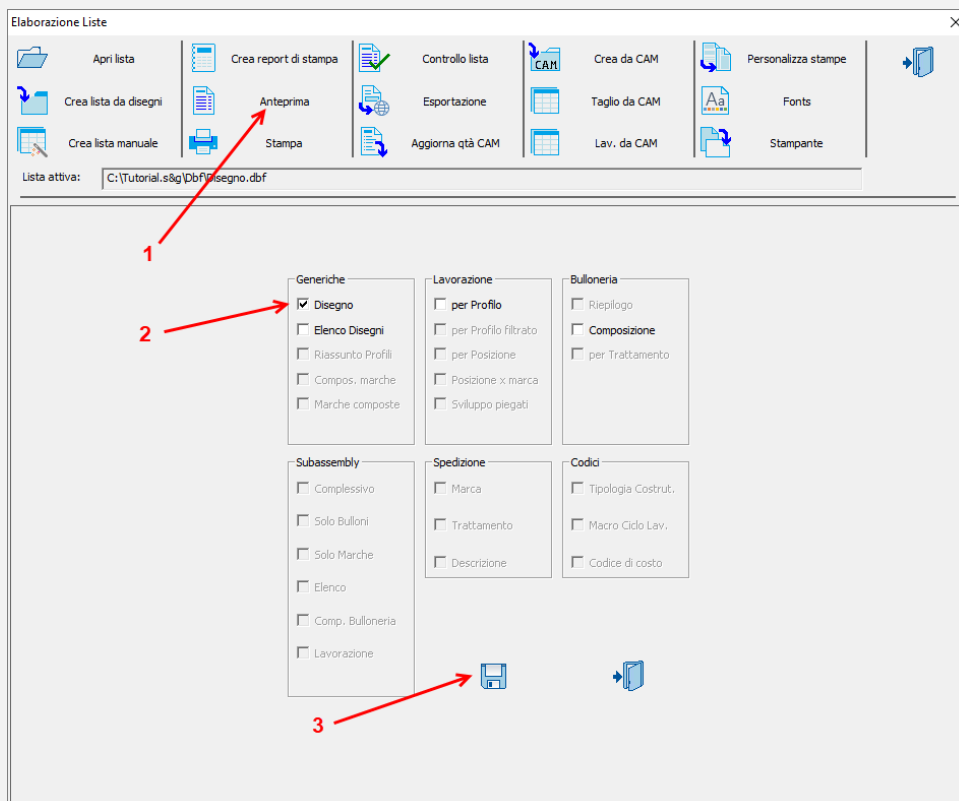 Elaborazione Liste
Apri lista
Crea report di stampa
Controllo lista
CAM
Crea da CAM
Personalizza stampe
Crea lista da disegni
Anteprima
Esportazione
Taglio da CAM
Aa
Fonts
Crea lista manuale
Stampa
Aggiorna qtà CAM
Lav. da CAM
Stampante
Lista attiva: C:\Tutorial.s&g\Dbf\Disegno.dbf
1
Generiche
Disegno
Elenco Disegni
Riassunto Profili
Compos. marche
Marche composte
2
Lavorazione
per Profilo
per Profilo filtrato
per Posizione
Posizione x marca
Sviluppo piegati
Bulloneria
Riepilogo
Composizione
per Trattamento
Subassembly
Complessivo
Solo Bulloni
Solo Marche
Elenco
Comp. Bulloneria
Lavorazione
Spedizione
Marca
Trattamento
Descrizione
Codici
Tipologia Costrut.
Macro Ciclo Lav.
Codice di costo
3